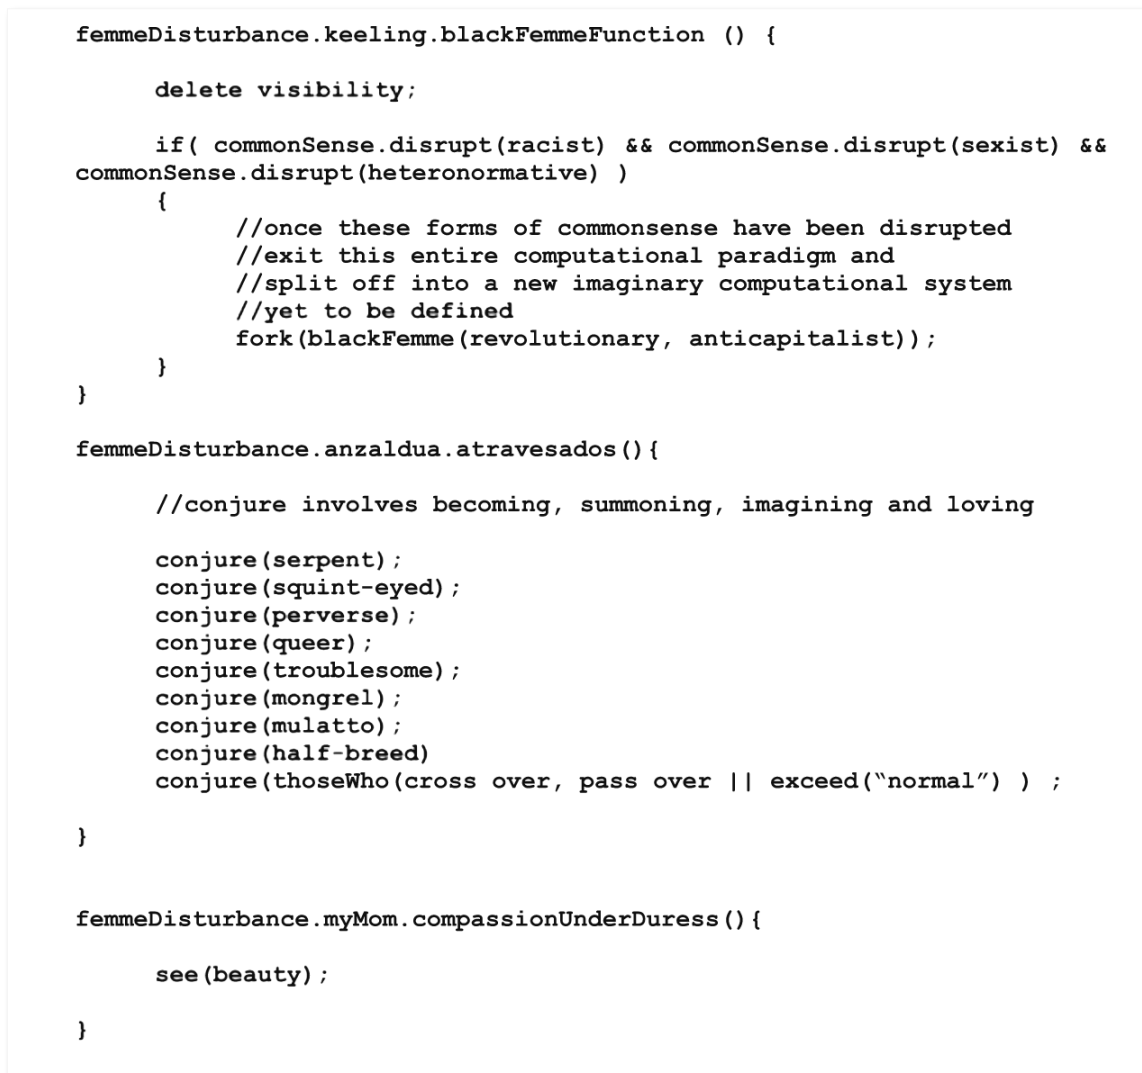 femmeDisturbance.keeling.blackFemmeFunction () {
delete visibility;
if( commonSense.disrupt(racist) && commonSense.disrupt(sexist) &&
commonSense.disrupt(heteronormative) )
{
//once these forms of commonsense have been disrupted
//exit this entire computational paradigm and
//split off into a new imaginary computational system
//yet to be defined
fork(blackFemme(revolutionary, anticapitalist));
}
}
femmeDisturbance.anzaldua.atravesados(){
//conjure involves becoming, summoning, imagining and loving
conjure(serpent);
conjure(squint-eyed);
conjure(perverse);
conjure(queer);
conjure(troublesome);
conjure(mongrel);
conjure(mulatto);
conjure(half-breed)
conjure(thoseWho(cross over, pass over || exceed(“normal”) ) ;
}
femmeDisturbance.myMom.compassionUnderDuress(){
see(beauty);
}